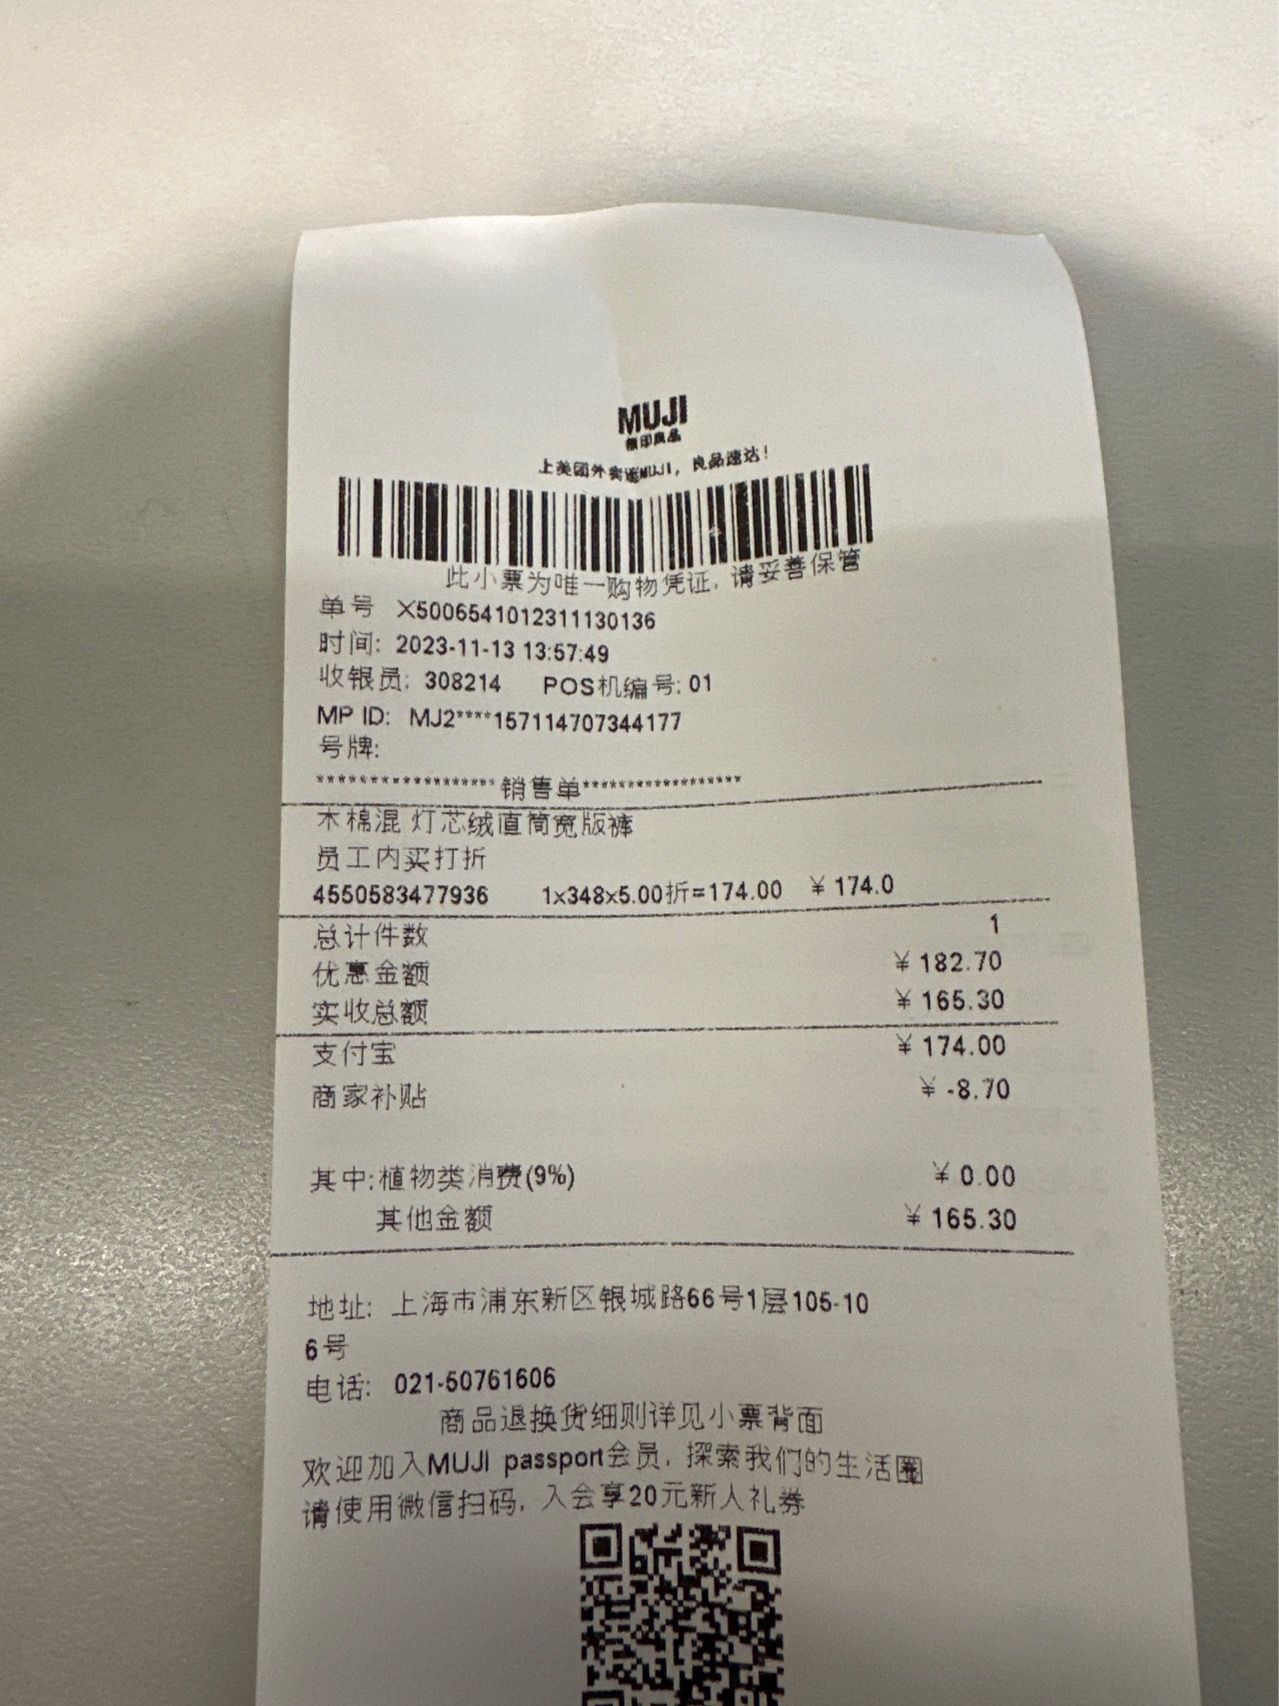 MUJI
無印良品
上美团外卖逛MUJI，良品速达！
此小票为唯一购物凭证, 请妥善保管
单号 X5006541012311130136
时间: 2023-11-13 13:57:49
收银员: 308214 POS机编号: 01
MP ID: MJ2****157114707344177
号牌:
*******************销售单*****************
木棉混 灯芯绒直筒宽版裤
员工内买打折
4550583477936 1x348x5.00折=174.00 ¥ 174.0
总计件数 1
优惠金额 ¥ 182.70
实收总额 ¥ 165.30
支付宝 ¥ 174.00
商家补贴 ¥ -8.70
其中:植物类消费(9%) ¥ 0.00
其他金额 ¥ 165.30
地址: 上海市浦东新区银城路66号1层105-10
6号
电话: 021-50761606
商品退换货细则详见小票背面
欢迎加入MUJI passport会员, 探索我们的生活圈
请使用微信扫码, 入会享20元新人礼券